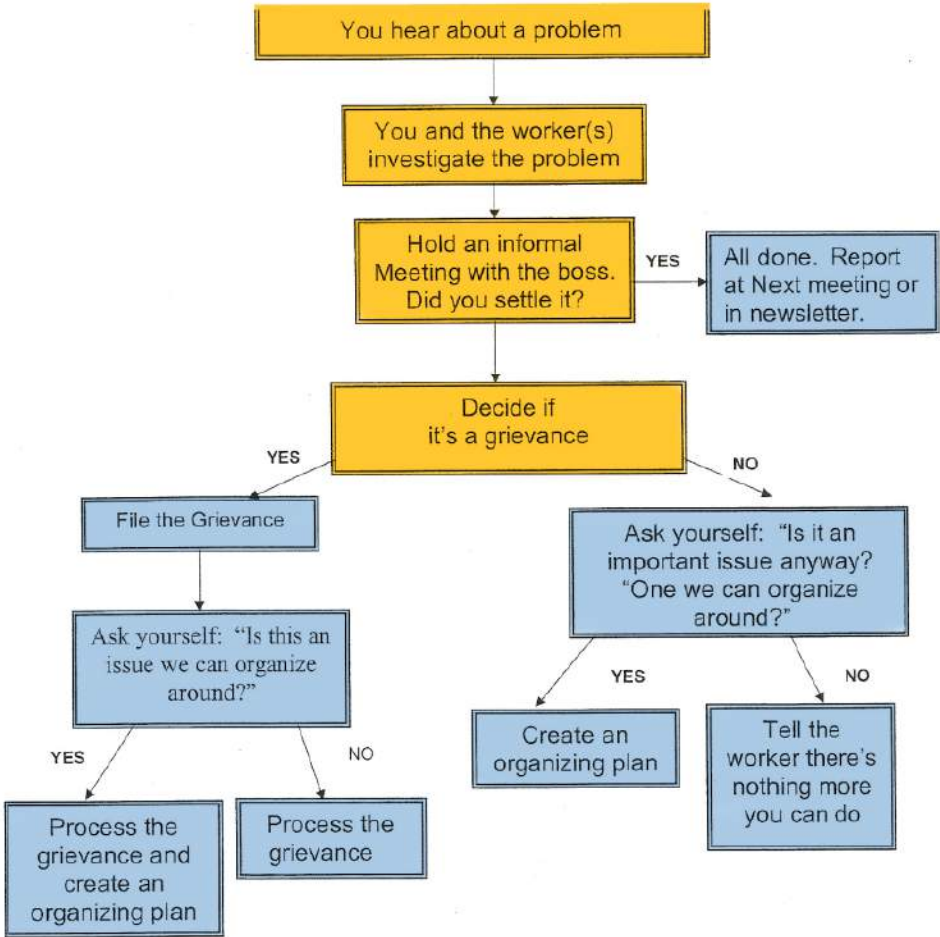 You hear about a problem
You and the worker(s)
investigate the problem
Hold an informal
Meeting with the boss.
Did you settle it?
YES
All done. Report
at Next meeting or
in newsletter.
Decide if
it's a grievance
YES
NO
File the Grievance
Ask yourself: "Is it an
important issue anyway?
"One we can organize
around?"
Ask yourself: "Is this an
issue we can organize
around?"
YES
NO
Create an
organizing plan
Tell the
worker there's
nothing more
you can do
YES
NO
Process the
grievance and
create an
organizing plan
Process the
grievance